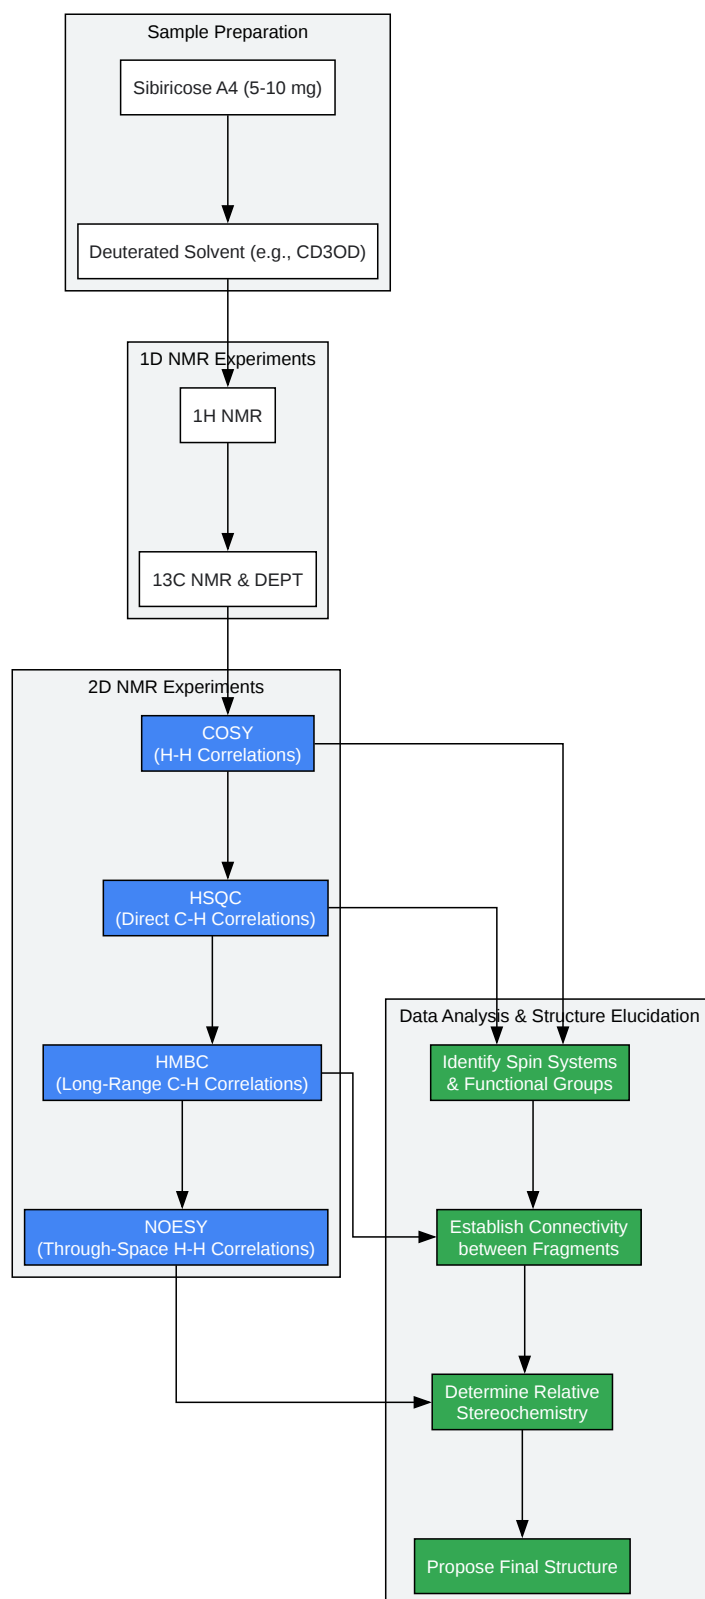 Sample Preparation
Sibiricose A4 (5-10 mg)
Deuterated Solvent (e.g., CD3OD)
1D NMR Experiments
1H NMR
13C NMR & DEPT
2D NMR Experiments
COSY
(H-H Correlations)
HSQC
(Direct C-H Correlations)
HMBC
(Long-Range C-H Correlations)
NOESY
(Through-Space H-H Correlations)
Data Analysis & Structure Elucidation
Identify Spin Systems
& Functional Groups
Establish Connectivity
between Fragments
Determine Relative
Stereochemistry
Propose Final Structure